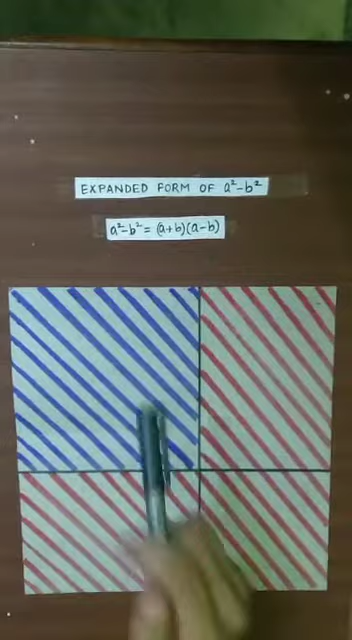 EXPANDED FORM OF a²-b²
a²-b² = (a+b)(a-b)